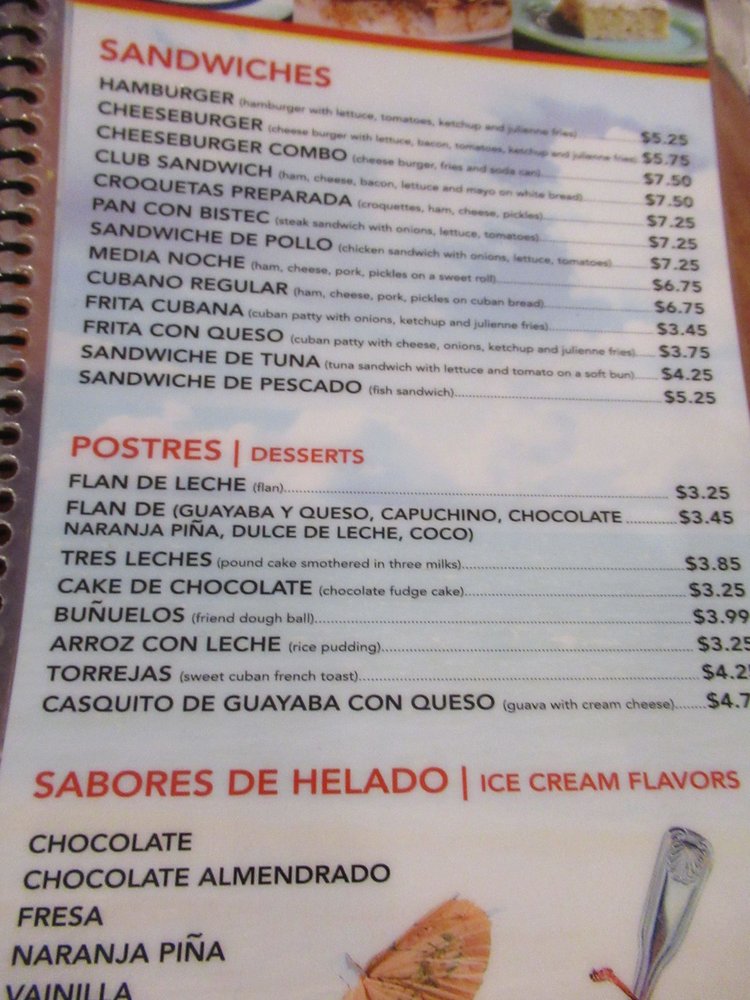 SANDWICHES
HAMBURGER (hamburger with lettuce, tomatoes, ketchup and julienne fries) $5.25
CHEESEBURGER (cheese burger with lettuce, bacon, tomatoes, ketchup and julienne fries) $5.75
CHEESEBURGER COMBO (cheese burger, fries and soda can) $7.50
CLUB SANDWICH (ham, cheese, bacon, lettuce and mayo on white bread) $7.50
CROQUETAS PREPARADA (croquettes, ham, cheese, pickles) $7.25
PAN CON BISTEC (steak sandwich with onions, lettuce, tomatoes) $7.25
SANDWICHE DE POLLO (chicken sandwich with onions, lettuce, tomatoes) $7.25
MEDIA NOCHE (ham, cheese, pork, pickles on a sweet roll) $6.75
CUBANO REGULAR (ham, cheese, pork, pickles on cuban bread) $6.75
FRITA CUBANA (cuban patty with onions, ketchup and julienne fries) $3.45
FRITA CON QUESO (cuban patty with cheese, onions, ketchup and julienne fries) $3.75
SANDWICHE DE TUNA (tuna sandwich with lettuce and tomato on a soft bun) $4.25
SANDWICHE DE PESCADO (fish sandwich) $5.25
POSTRES | DESSERTS
FLAN DE LECHE (flan) $3.25
FLAN DE (GUAYABA Y QUESO, CAPUCHINO, CHOCOLATE $3.45
NARANJA PIÑA, DULCE DE LECHE, COCO)
TRES LECHES (pound cake smothered in three milks) $3.85
CAKE DE CHOCOLATE (chocolate fudge cake) $3.25
BUÑUELOS (friend dough ball) $3.99
ARROZ CON LECHE (rice pudding) $3.25
TORREJAS (sweet cuban french toast) $4.2
CASQUITO DE GUAYABA CON QUESO (guava with cream cheese) $4.7
SABORES DE HELADO | ICE CREAM FLAVORS
CHOCOLATE
CHOCOLATE ALMENDRADO
FRESA
NARANJA PIÑA
VAINILLA